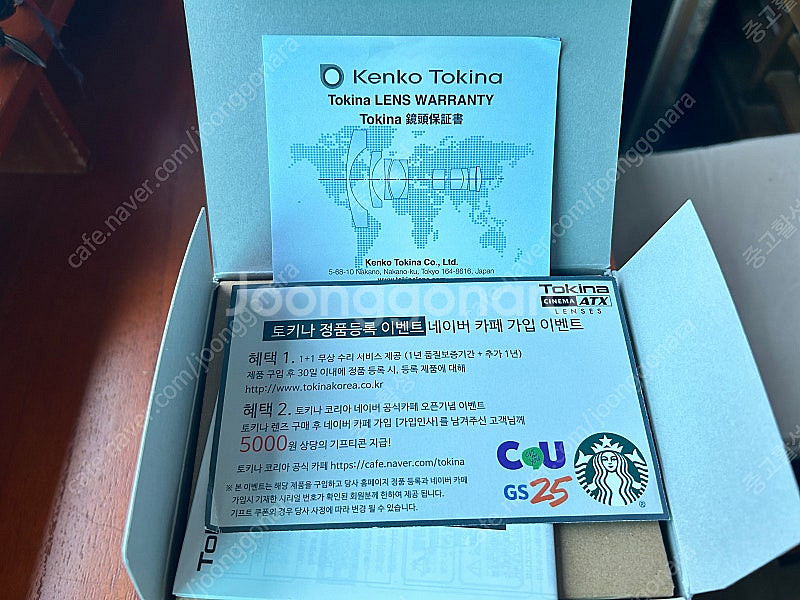 Kenko Tokina
Tokina LENS WARRANTY
Tokina 鏡頭保証書
Kenko Tokina Co., Ltd.
5-68-10 Nakano, Nakano-ku, Tokyo 164-8616, Japan
Joonggonara
Tokina
CINEMA ATX
LENSES
토키나 정품등록 이벤트 네이버 카페 가입 이벤트
혜택 1. 1+1 무상 수리 서비스 제공 (1년 품질보증기간 + 추가 1년)
제품 구입 후 30일 이내에 정품 등록 시, 등록 제품에 대해
http://www.tokinakorea.co.kr
혜택 2. 토키나 코리아 네이버 공식카페 오픈기념 이벤트
토키나 렌즈 구매 후 네이버 카페 가입 [가입인사]를 남겨주신 고객님께
5000원 상당의 기프티콘 지급!
토키나 코리아 공식 카페 https://cafe.naver.com/tokina
CU
GS25
※ 본 이벤트는 해당 제품을 구입하고 당사 홈페이지 정품 등록과 네이버 카페
가입시 기재한 시리얼 번호가 확인된 회원분께 한하여 제공 됩니다.
기프트 쿠폰의 경우 당사 사정에 따라 변경 될 수 있습니다.
cafe.naver.com/joonggonara
cafe.naver.com/joonggonara
cafe.naver.com/joonggonara